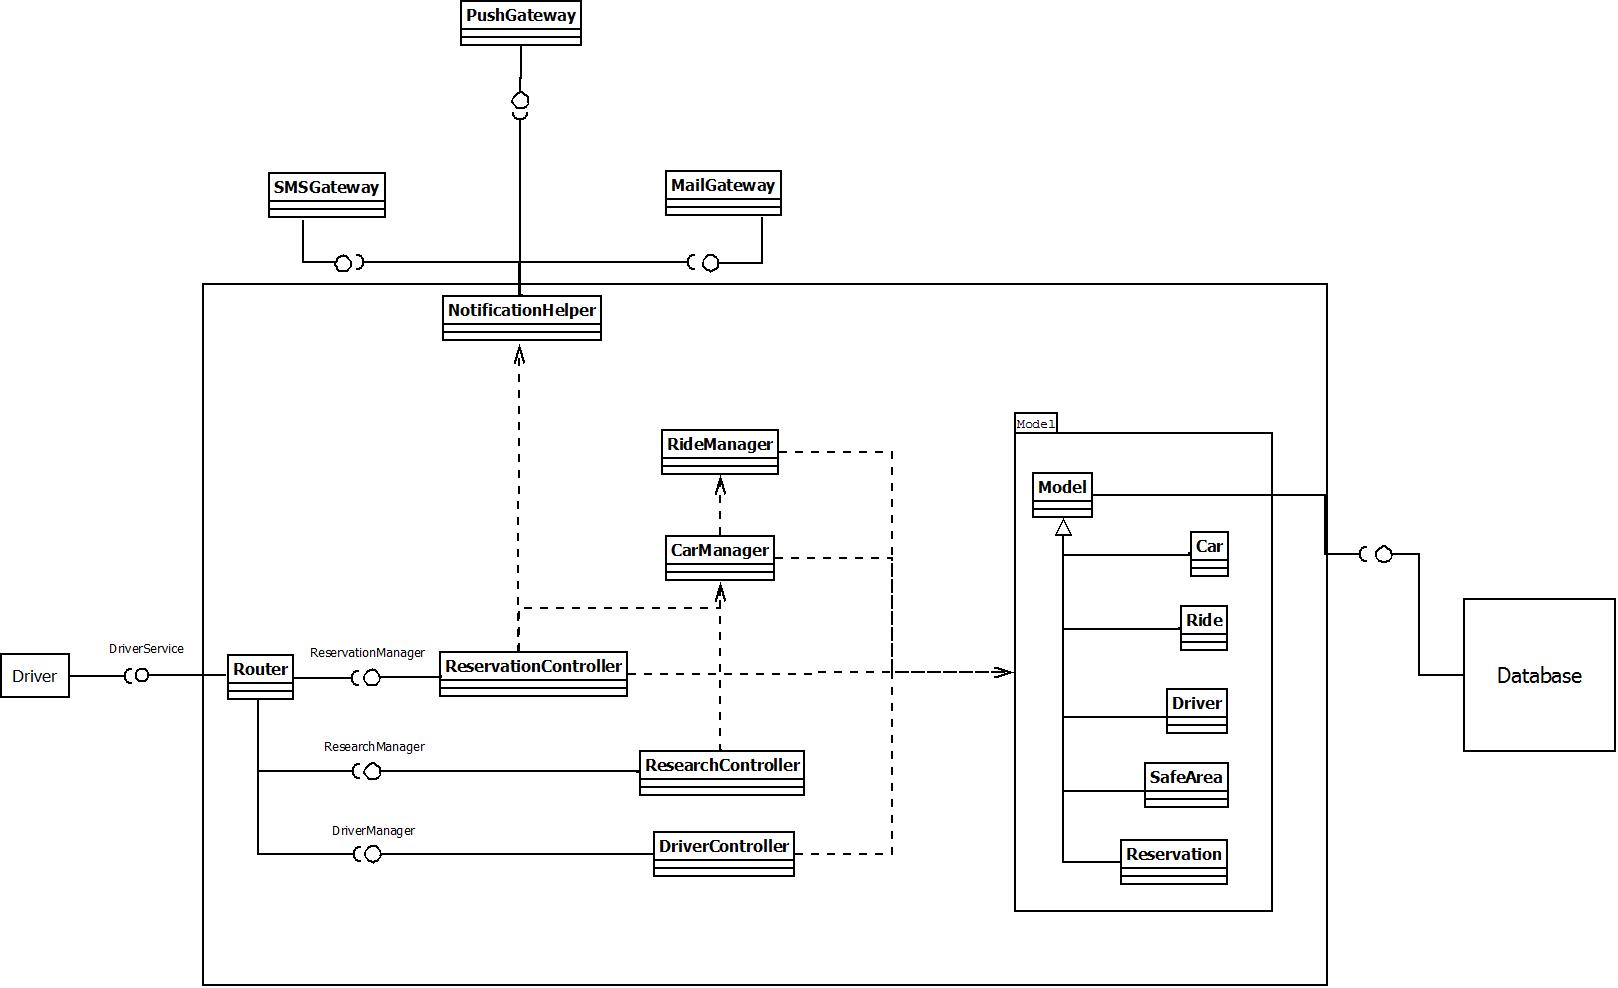 PushGateway
SMSGateway
MailGateway
NotificationHelper
Model
RideManager
Model
CarManager
Car
Ride
DriverService
ReservationManager
Driver
Router
ReservationController
Database
Driver
ResearchManager
ResearchController
SafeArea
DriverManager
DriverController
Reservation